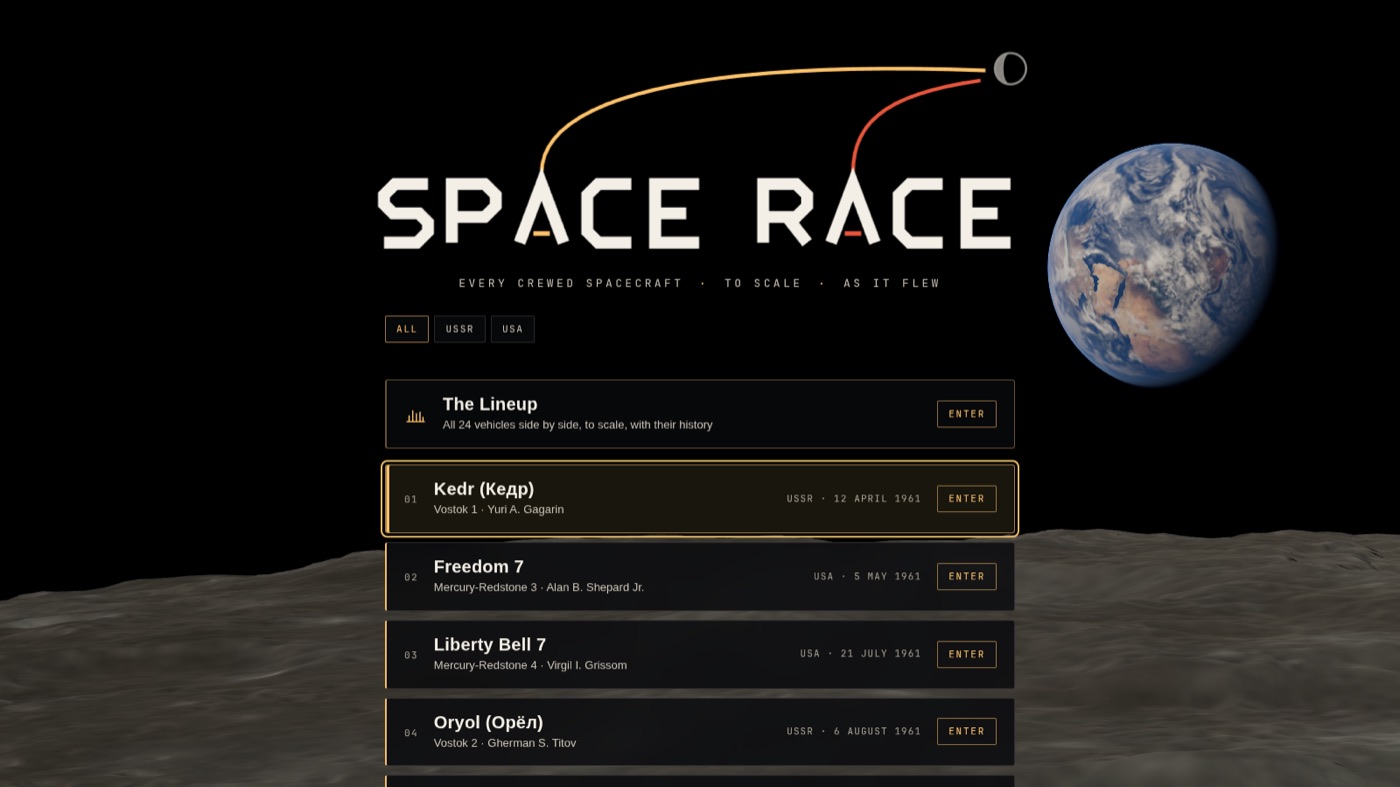 SPACE RACE
EVERY CREWED SPACECRAFT · TO SCALE · AS IT FLEW
ALL USSR USA
The Lineup
All 24 vehicles side by side, to scale, with their history
ENTER
01
Kedr (Кедр)
Vostok 1 · Yuri A. Gagarin
USSR · 12 APRIL 1961
ENTER
02
Freedom 7
Mercury-Redstone 3 · Alan B. Shepard Jr.
USA · 5 MAY 1961
ENTER
03
Liberty Bell 7
Mercury-Redstone 4 · Virgil I. Grissom
USA · 21 JULY 1961
ENTER
04
Oryol (Орёл)
Vostok 2 · Gherman S. Titov
USSR · 6 AUGUST 1961
ENTER